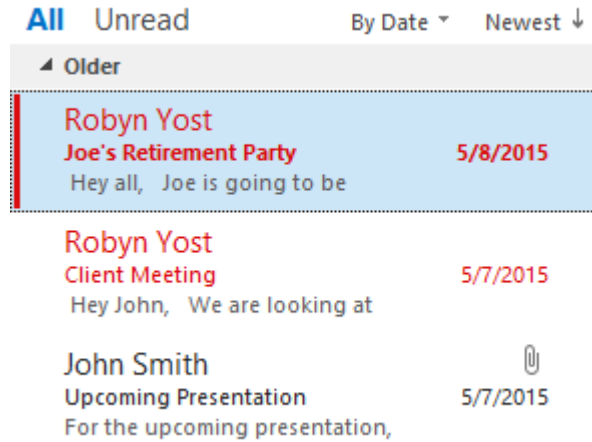 All Unread By Date Newest
Older
Robyn Yost
Joe's Retirement Party 5/8/2015
Hey all, Joe is going to be
Robyn Yost
Client Meeting 5/7/2015
Hey John, We are looking at
John Smith
Upcoming Presentation 5/7/2015
For the upcoming presentation,